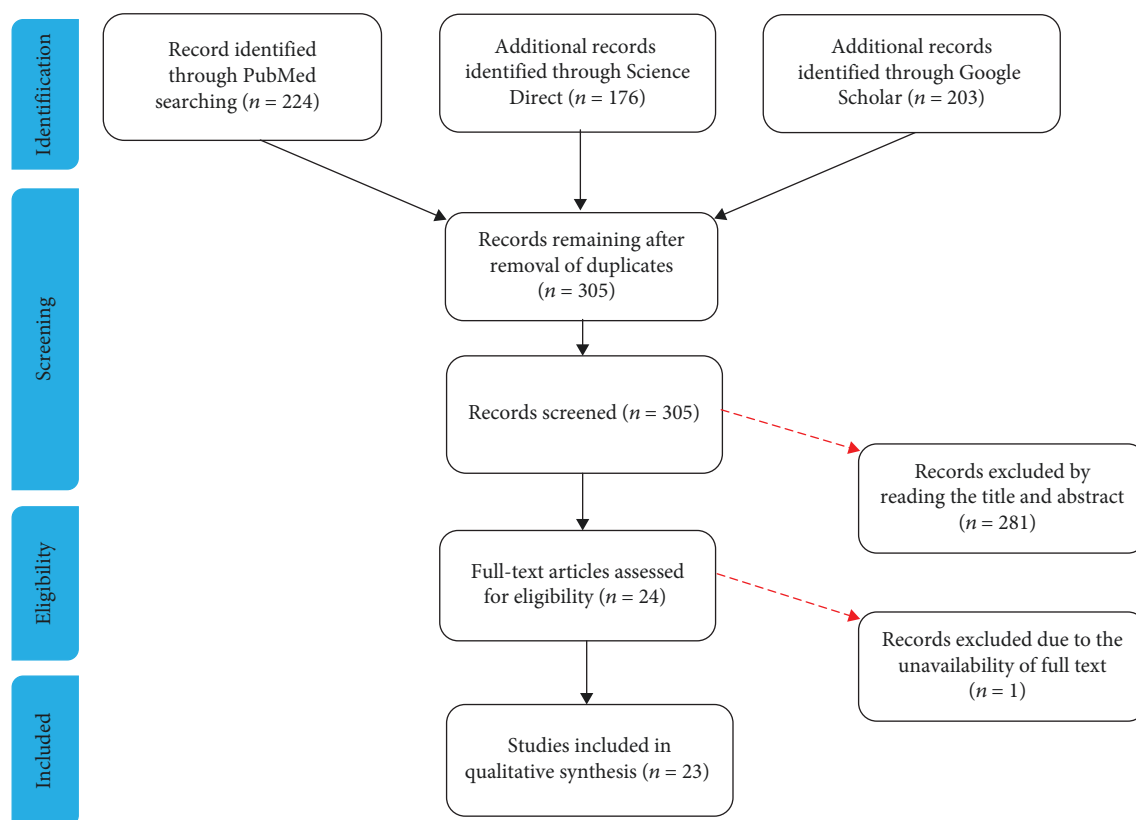 Identifiication
Record identified
through PubMed
searching (n = 224)
Additional records
identified through Science
Direct (n = 176)
Additional records
identified through Google
Scholar (n = 203)
Screening
Records remaining after
removal of duplicates
(n = 305)
Records screened (n = 305)
Records excluded by
reading the title and abstract
(n = 281)
Eligibility
Full-text articles assessed
for eligibility (n = 24)
Records excluded due to the
unavailability of full text
(n = 1)
Included
Studies included in
qualitative synthesis (n = 23)